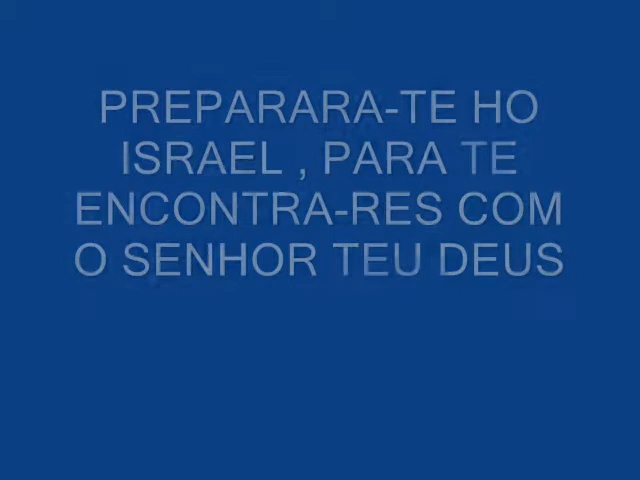 PREPARARA-TE HO
ISRAEL , PARA TE
ENCONTRA-RES COM
O SENHOR TEU DEUS